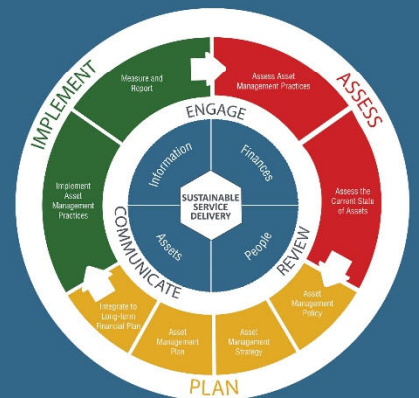 IMPLEMENT
ASSESS
PLAN
Measure and
Report
Assess Asset
Management Practices
Assess the
Current State
of Assets
Asset
Management
Policy
Asset
Management
Strategy
Asset
Management
Plan
Integrate to
Long-Term
Financial Plan
Implement
Asset
Management
Practices
ENGAGE
REVIEW
COMMUNICATE
Information
Finances
People
Assets
SUSTAINABLE
SERVICE
DELIVERY